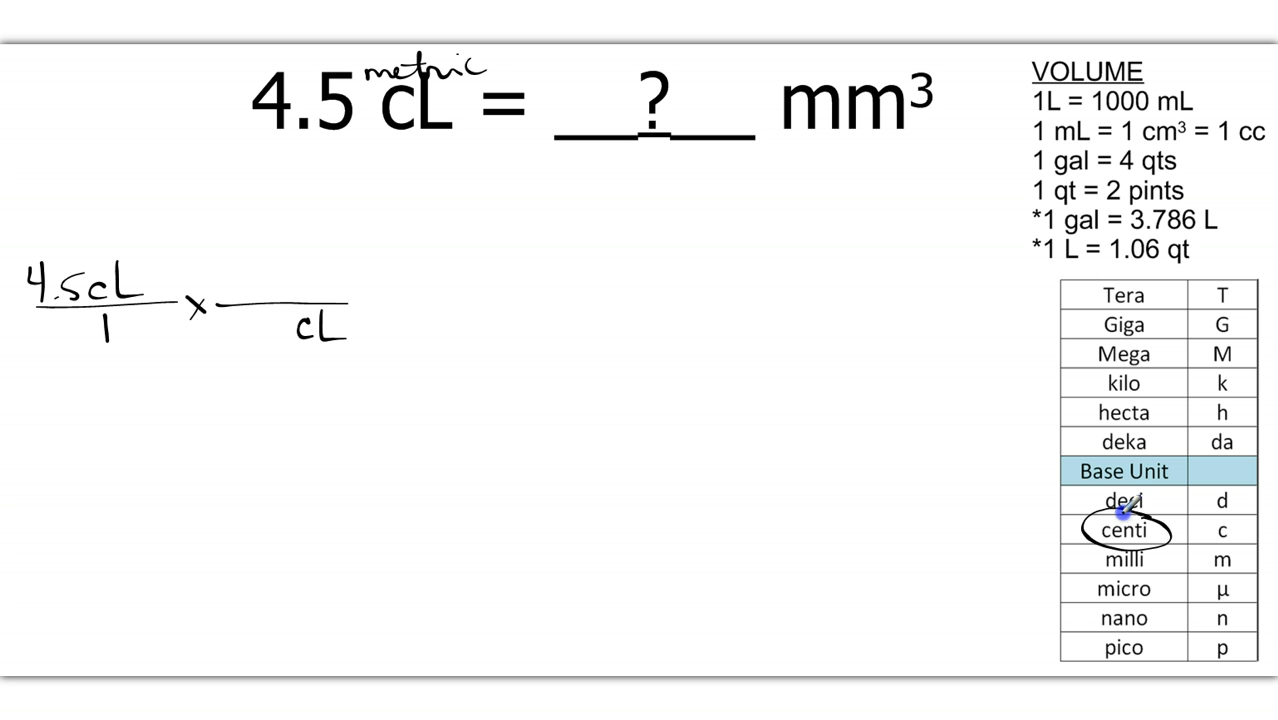 metric
4.5 cL = ___?___ mm³
4.5cL
1
×
cL
VOLUME
1L = 1000 mL
1 mL = 1 cm³ = 1 cc
1 gal = 4 qts
1 qt = 2 pints
*1 gal = 3.786 L
*1 L = 1.06 qt
Tera T
Giga G
Mega M
kilo k
hecta h
deka da
Base Unit
deci d
centi c
milli m
micro µ
nano n
pico p